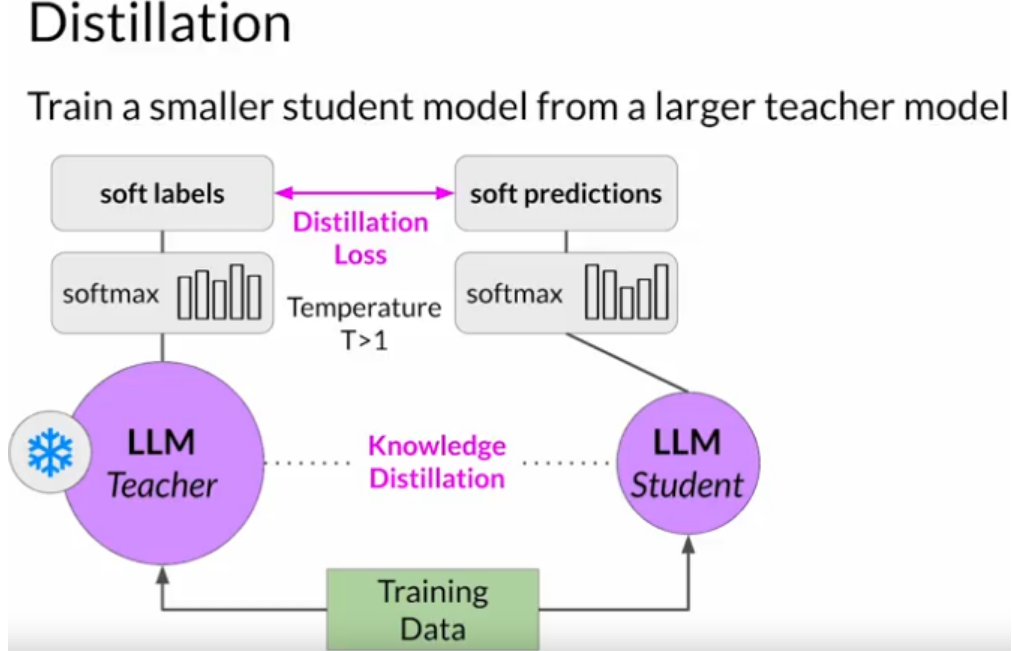 Distillation
Train a smaller student model from a larger teacher model
soft labels
soft predictions
Distillation
Loss
softmax
softmax
Temperature
T>1
LLM
Teacher
Knowledge
Distillation
LLM
Student
Training
Data